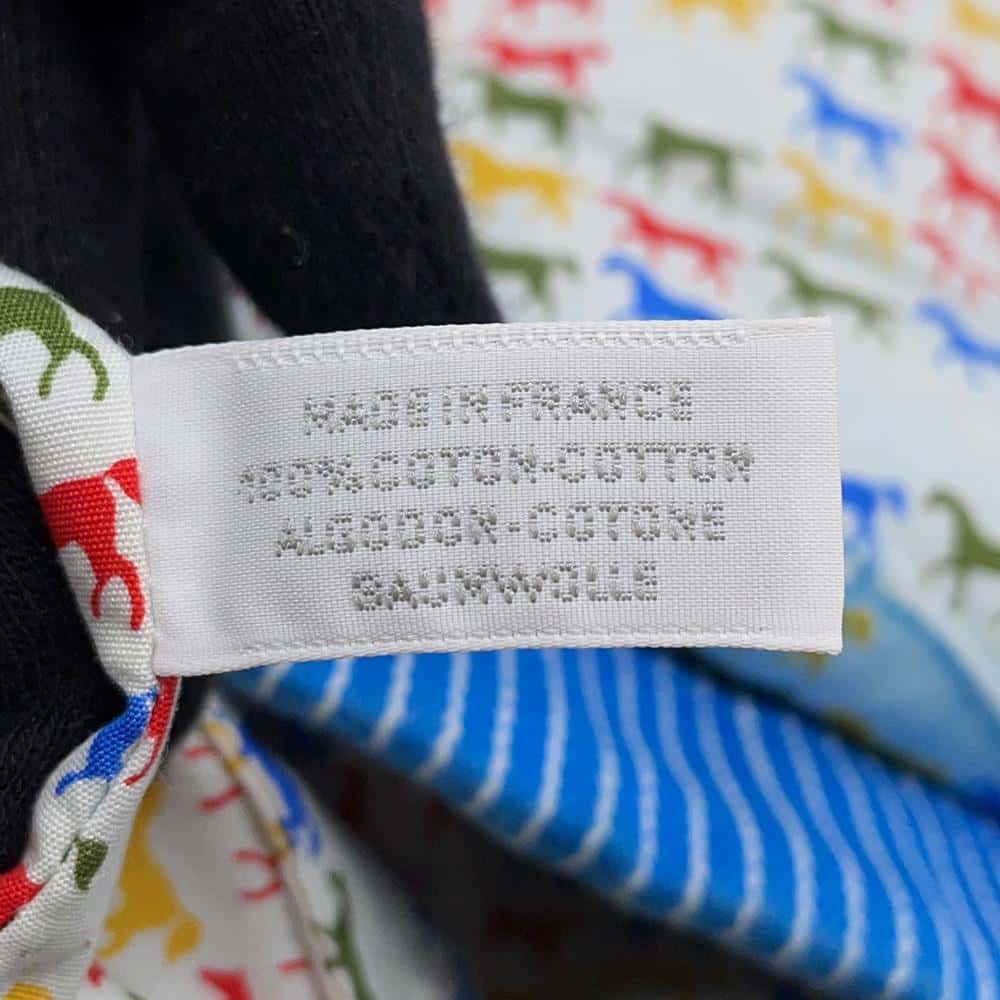 MADE IN FRANCE
100% COTON-COTTON
ALGODON-COTONE
BAUMWOLLE